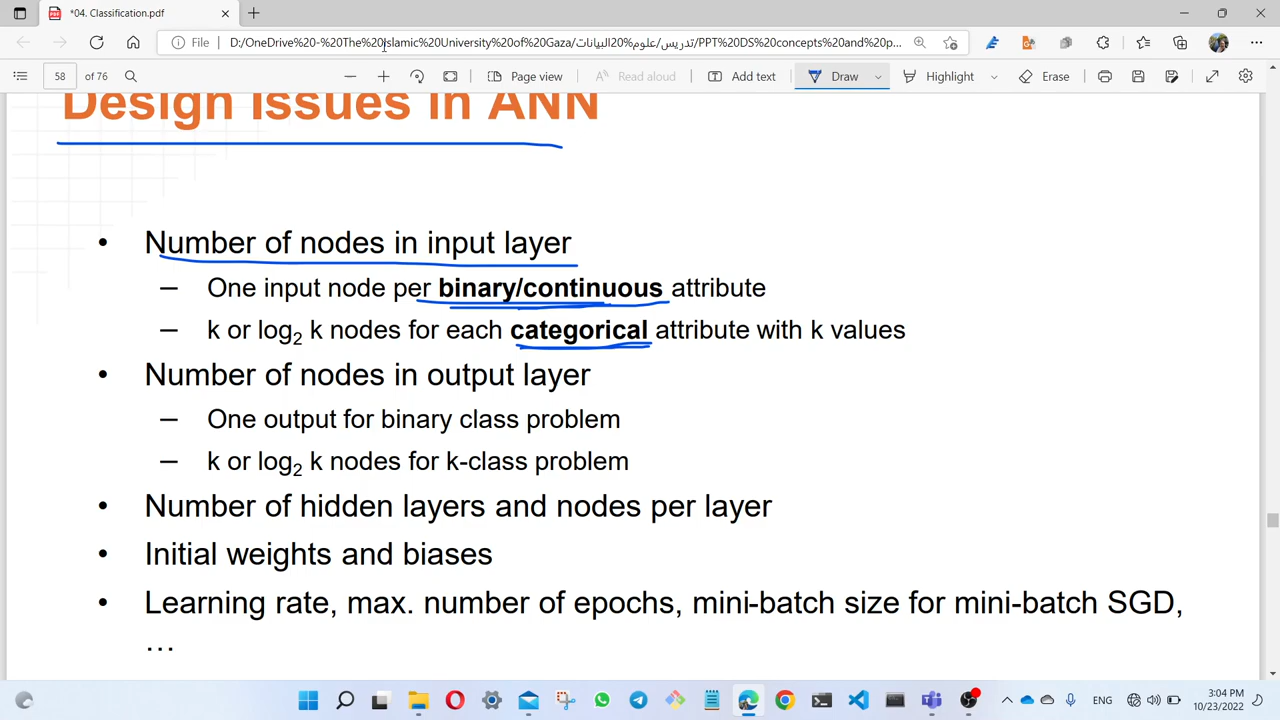 *04. Classification.pdf
File
D:/OneDrive%20-%20The%20Islamic%20University%20of%20Gaza/تدريس/علوم%20البيانات/PPT%20DS%20concepts%20and%20p...
58 of 76
Page view
Read aloud
Add text
Draw
Highlight
Erase
Design Issues in ANN
• Number of nodes in input layer
– One input node per binary/continuous attribute
– k or log2 k nodes for each categorical attribute with k values
• Number of nodes in output layer
– One output for binary class problem
– k or log2 k nodes for k-class problem
• Number of hidden layers and nodes per layer
• Initial weights and biases
• Learning rate, max. number of epochs, mini-batch size for mini-batch SGD,
…
ENG
3:04 PM
10/23/2022